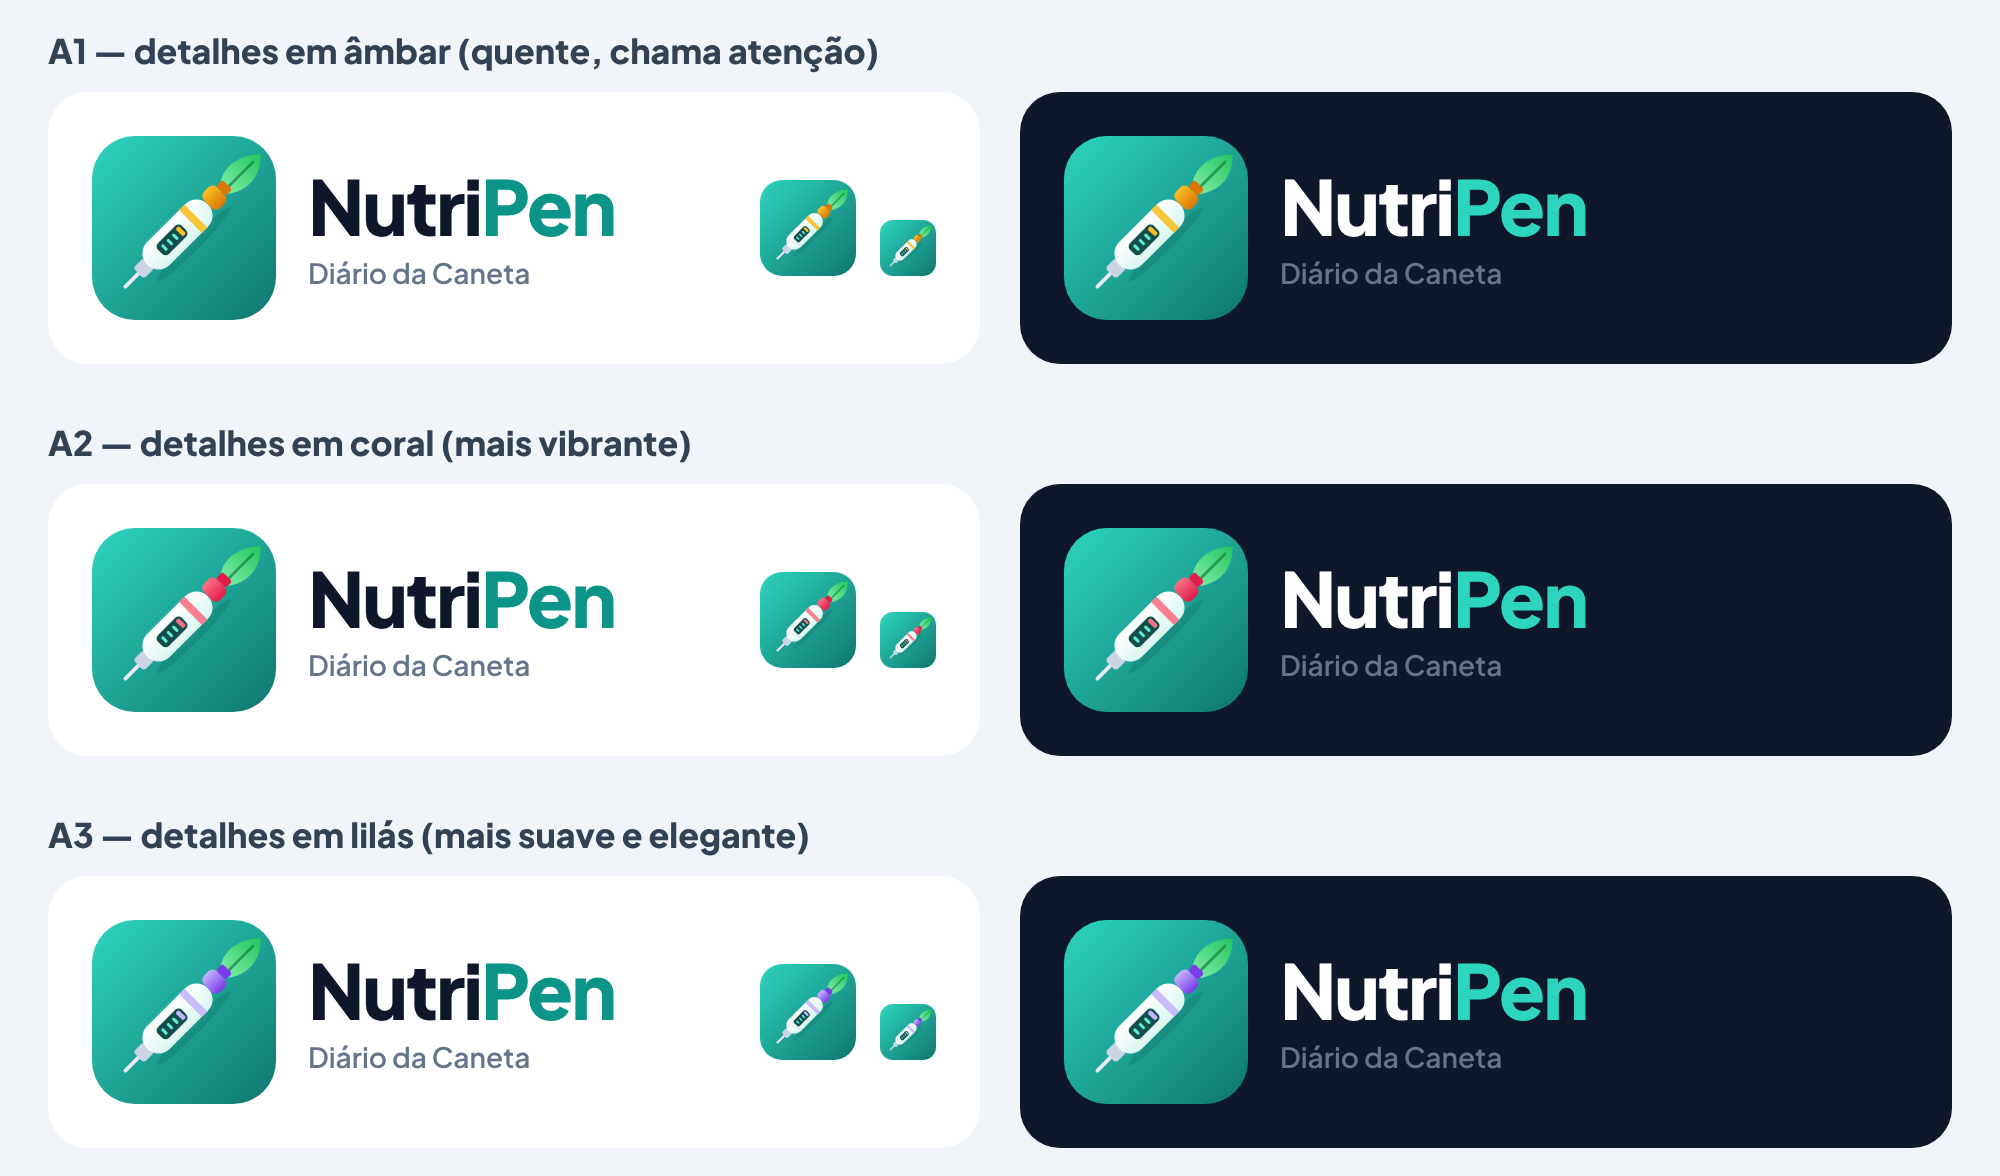 A1 — detalhes em âmbar (quente, chama atenção)
NutriPen
Diário da Caneta
NutriPen
Diário da Caneta
A2 — detalhes em coral (mais vibrante)
NutriPen
Diário da Caneta
NutriPen
Diário da Caneta
A3 — detalhes em lilás (mais suave e elegante)
NutriPen
Diário da Caneta
NutriPen
Diário da Caneta